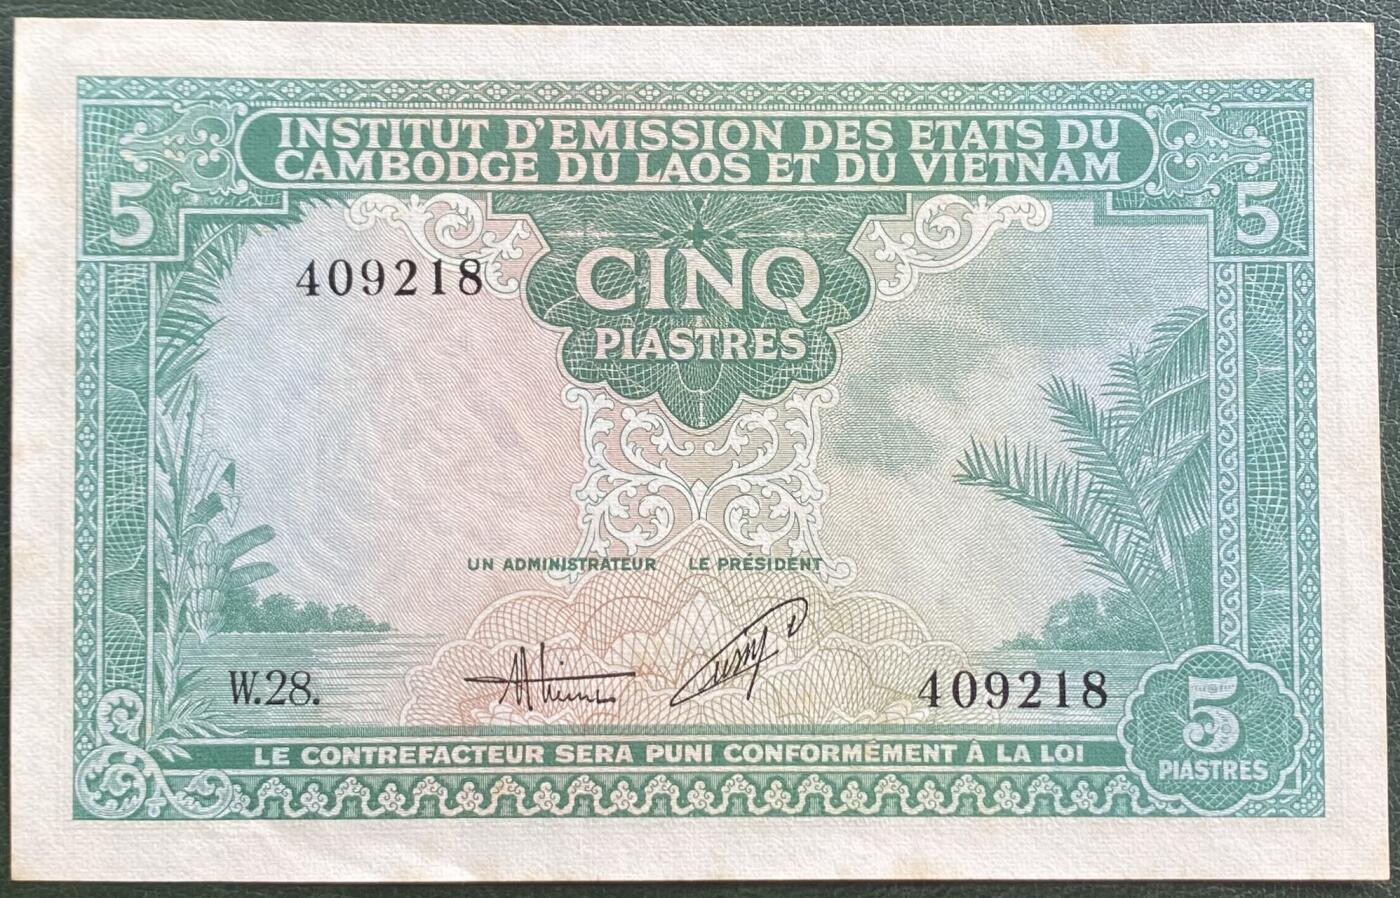 INSTITUT D'EMISSION DES ETATS DU
CAMBODGE DU LAOS ET DU VIETNAM
5
5
409218
CINQ
PIASTRES
UN ADMINISTRATEUR LE PRÉSIDENT
W.28.
409218
5
PIASTRES
LE CONTREFACTEUR SERA PUNI CONFORMÉMENT À LA LOI